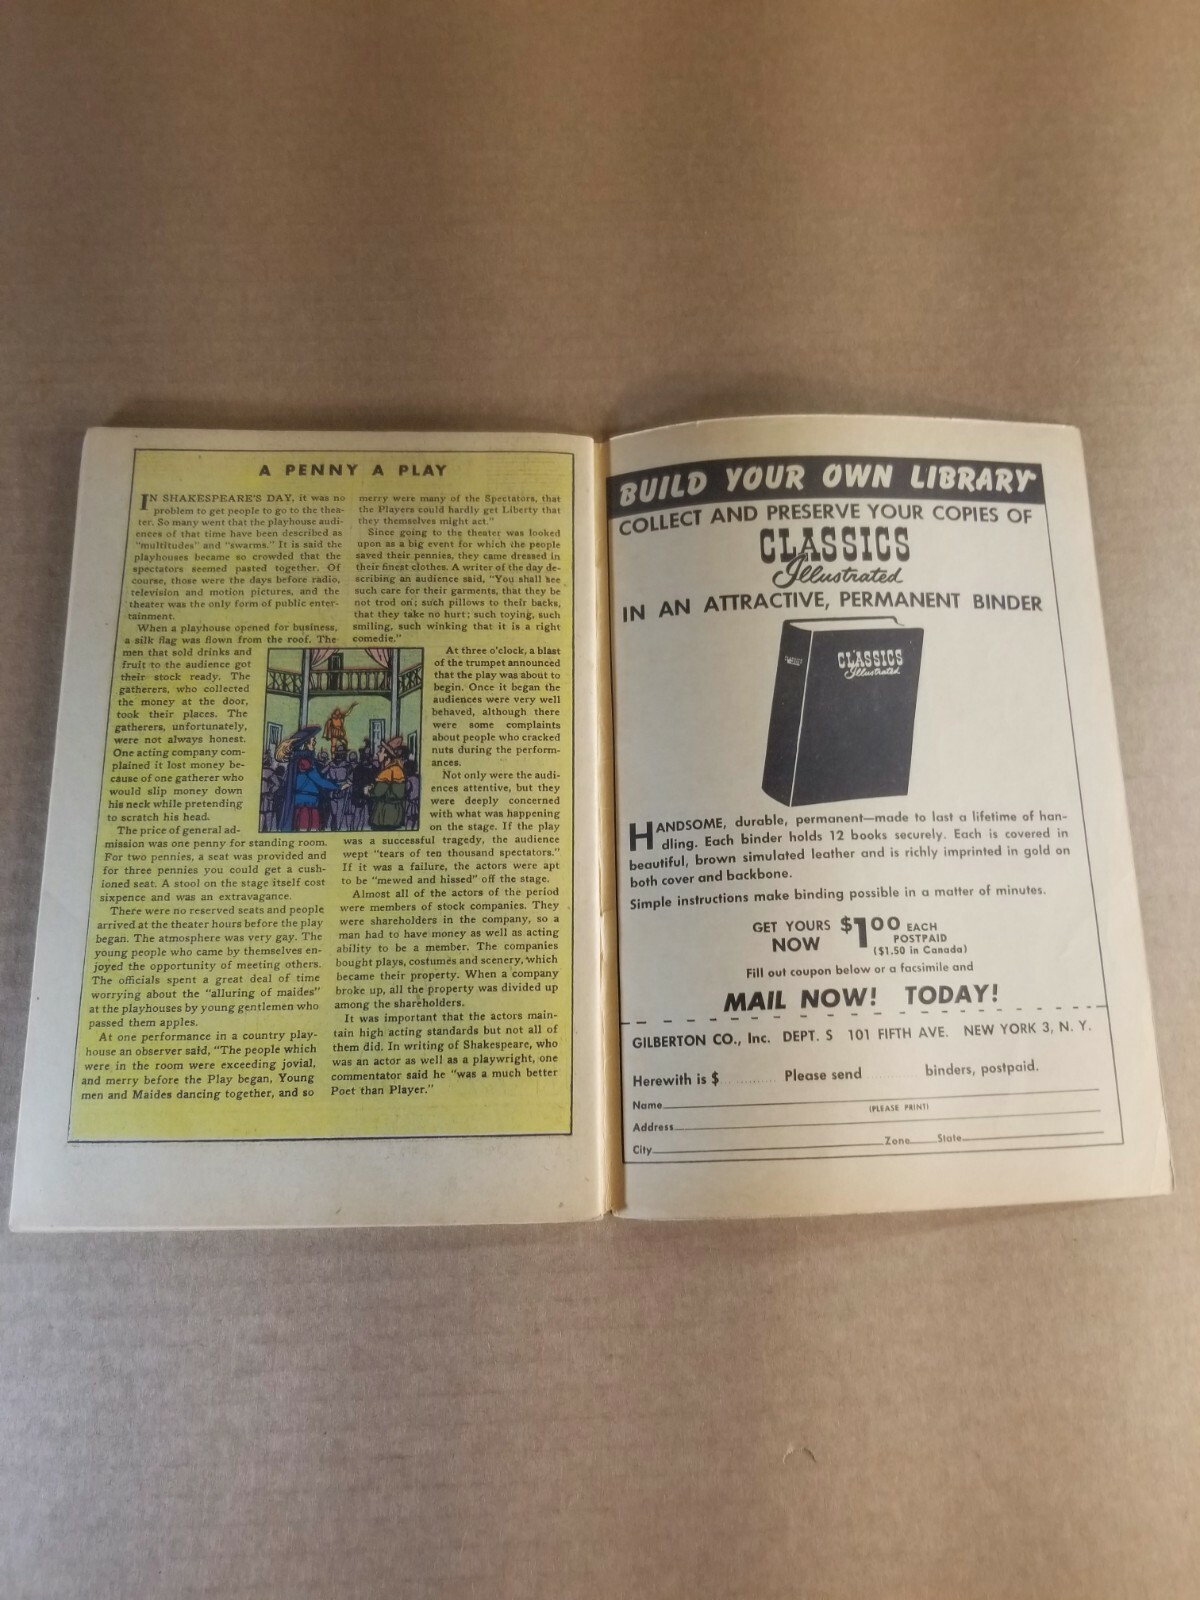 A PENNY A PLAY
IN SHAKESPEARE'S DAY, it was no
problem to get people to go to the thea-
ter. So many went that the playhouse audi-
ences of that time have been described as
"multitudes" and "swarms." It is said the
playhouses became so crowded that the
spectators seemed pasted together. Of
course, those were the days before radio,
television and motion pictures, and the
theater was the only form of public enter-
tainment.
When a playhouse opened for business,
a silk flag was flown from the roof. The
men that sold drinks and
fruit to the audience got
their stock ready. The
gatherers, who collected
the money at the door,
took their places. The
gatherers, unfortunately,
were not always honest.
One acting company com-
plained it lost money be-
cause of one gatherer who
would slip money down
his neck while pretending
to scratch his head.
The price of general ad-
mission was one penny for standing room.
For two pennies, a seat was provided and
for three pennies you could get a cush-
ioned seat. A stool on the stage itself cost
sixpence and was an extravagance.
There were no reserved seats and people
arrived at the theater hours before the play
began. The atmosphere was very gay. The
young people who came by themselves en-
joyed the opportunity of meeting others.
The officials spent a great deal of time
worrying about the "alluring of maides"
at the playhouses by young gentlemen who
passed them apples.
At one performance in a country play-
house an observer said, "The people which
were in the room were exceeding jovial,
and merry before the Play began, Young
men and Maides dancing together, and so
merry were many of the Spectators, that
the Players could hardly get Liberty that
they themselves might act."
Since going to the theater was looked
upon as a big event for which the people
saved their pennies, they came dressed in
their finest clothes. A writer of the day de-
scribing an audience said, "You shall see
such care for their garments, that they be
not trod on; such pillows to their backs,
that they take no hurt; such toying, such
smiling, such winking that it is a right
comedie."
At three o'clock, a blast
of the trumpet announced
that the play was about to
begin. Once it began the
audiences were very well
behaved, although there
were some complaints
about people who cracked
nuts during the perform-
ances.
Not only were the audi-
ences attentive, but they
were deeply concerned
with what was happening
on the stage. If the play
was a successful tragedy, the audience
wept "tears of ten thousand spectators."
If it was a failure, the actors were apt
to be "mewed and hissed" off the stage.
Almost all of the actors of the period
were members of stock companies. They
were shareholders in the company, so a
man had to have money as well as acting
ability to be a member. The companies
bought plays, costumes and scenery, which
became their property. When a company
broke up, all the property was divided up
among the shareholders.
It was important that the actors main-
tain high acting standards but not all of
them did. In writing of Shakespeare, who
was an actor as well as a playwright, one
commentator said he "was a much better
Poet than Player."
BUILD YOUR OWN LIBRARY
COLLECT AND PRESERVE YOUR COPIES OF
CLASSICS
Illustrated
IN AN ATTRACTIVE, PERMANENT BINDER
CLASSICS
Illustrated
HANDSOME, durable, permanent—made to last a lifetime of han-
dling. Each binder holds 12 books securely. Each is covered in
beautiful, brown simulated leather and is richly imprinted in gold on
both cover and backbone.
Simple instructions make binding possible in a matter of minutes.
GET YOURS NOW $1.00 EACH
POSTPAID
($1.50 in Canada)
Fill out coupon below or a facsimile and
MAIL NOW! TODAY!
GILBERTON CO., Inc. DEPT. S 101 FIFTH AVE. NEW YORK 3, N. Y.
Herewith is $ .......... Please send .......... binders, postpaid.
Name
(PLEASE PRINT)
Address
City Zone State